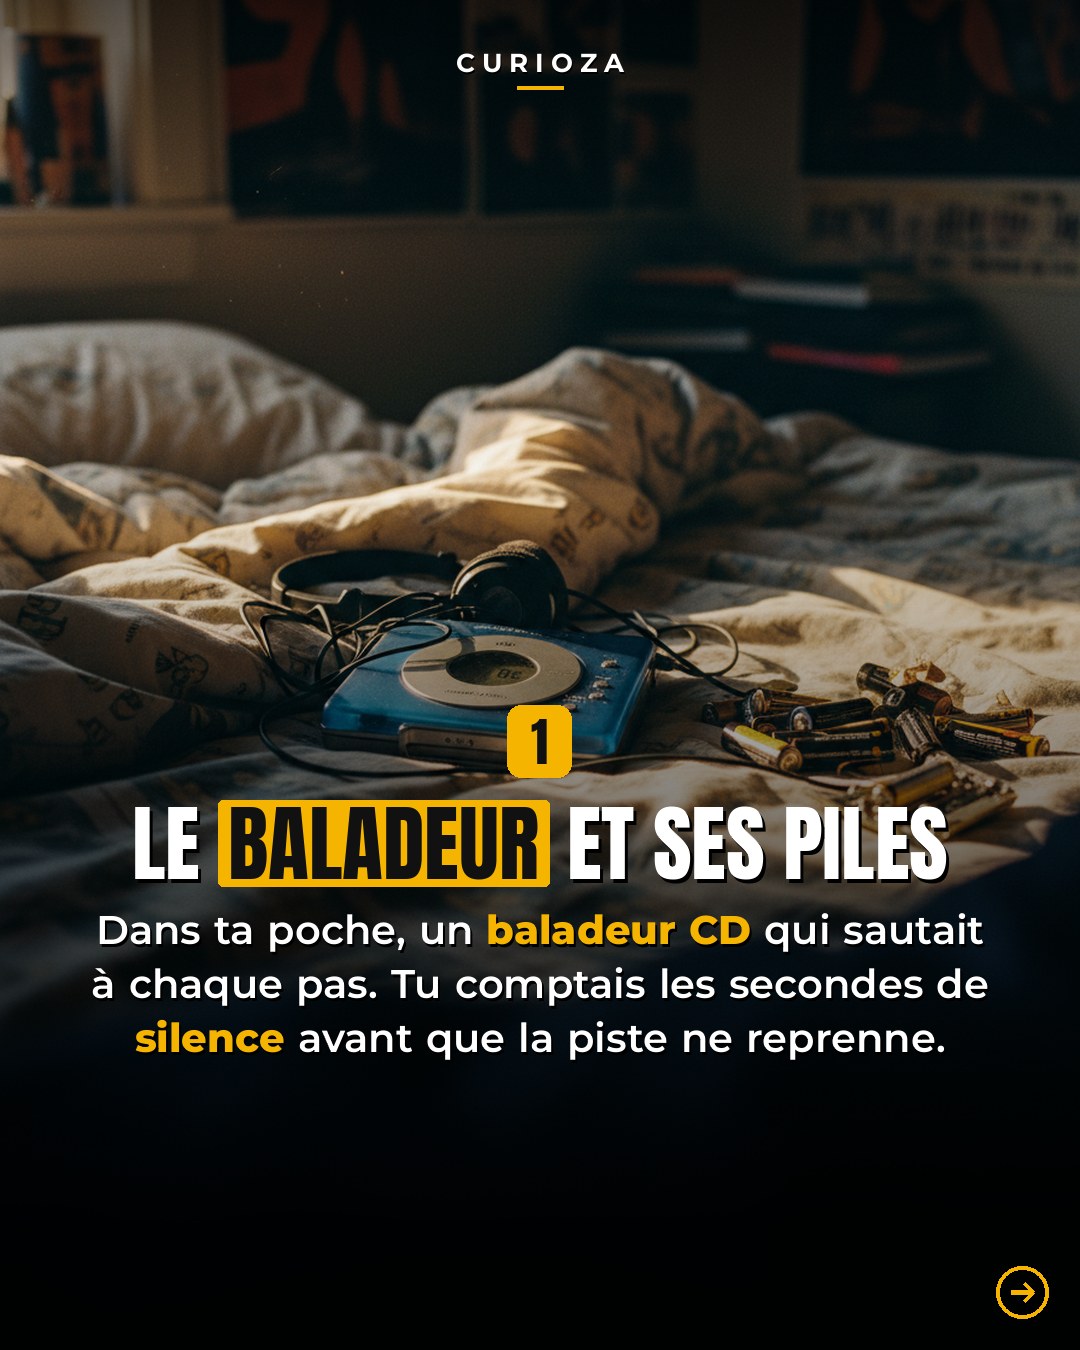 CURIOZA
1
LE BALADEUR ET SES PILES
Dans ta poche, un baladeur CD qui sautait
à chaque pas. Tu comptais les secondes de
silence avant que la piste ne reprenne.